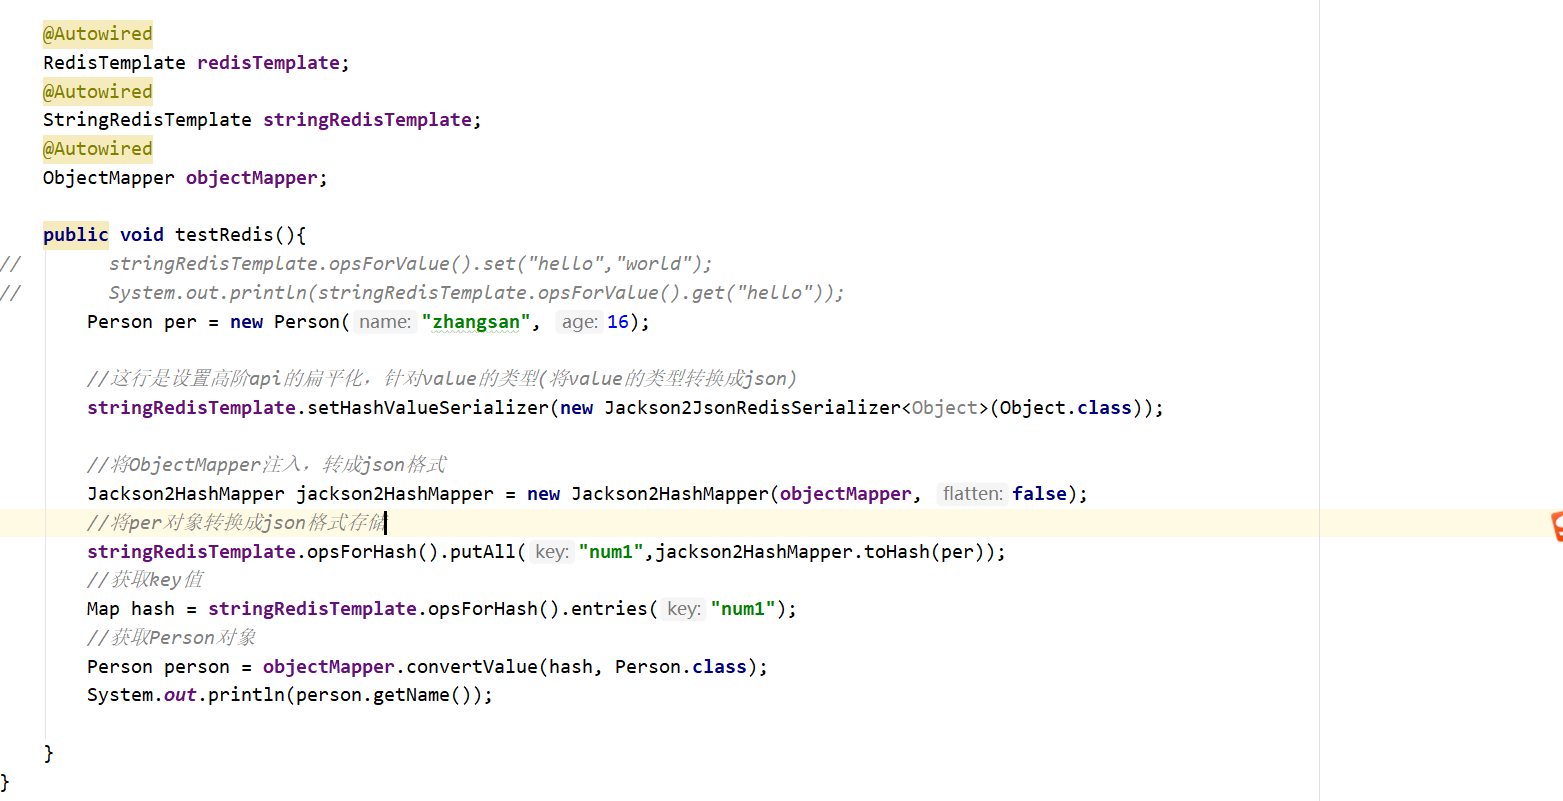 @Autowired
RedisTemplate redisTemplate;
@Autowired
StringRedisTemplate stringRedisTemplate;
@Autowired
ObjectMapper objectMapper;
public void testRedis(){
//        stringRedisTemplate.opsForValue().set("hello","world");
//        System.out.println(stringRedisTemplate.opsForValue().get("hello"));
Person per = new Person( name: "zhangsan", age: 16);
//这行是设置高阶api的扁平化，针对value的类型(将value的类型转换成json)
stringRedisTemplate.setHashValueSerializer(new Jackson2JsonRedisSerializer<Object>(Object.class));
//将ObjectMapper注入，转成json格式
Jackson2HashMapper jackson2HashMapper = new Jackson2HashMapper(objectMapper, flatten: false);
//将per对象转换成json格式存储
stringRedisTemplate.opsForHash().putAll( key: "num1",jackson2HashMapper.toHash(per));
//获取key值
Map hash = stringRedisTemplate.opsForHash().entries( key: "num1");
//获取Person对象
Person person = objectMapper.convertValue(hash, Person.class);
System.out.println(person.getName());
}
}